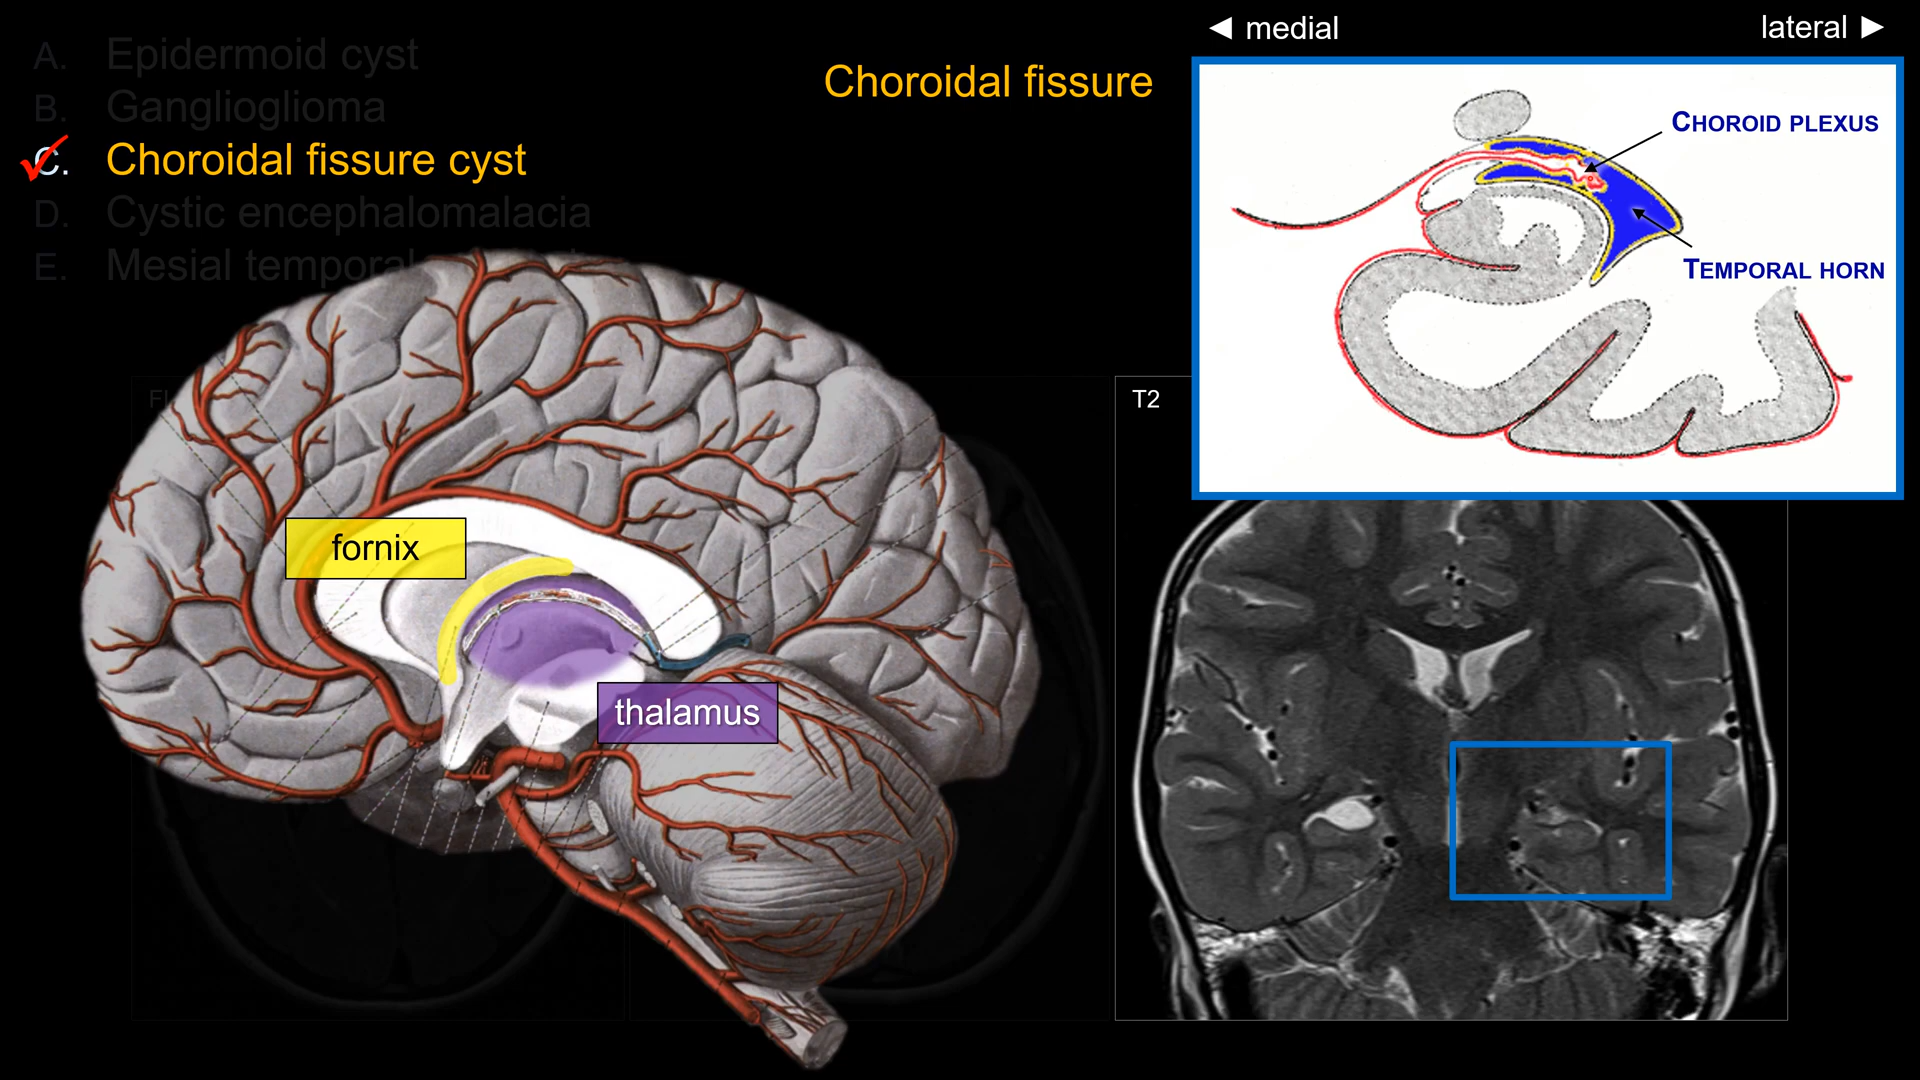 A. Epidermoid cyst
B. Ganglioglioma
C. Choroidal fissure cyst
D. Cystic encephalomalacia
E. Mesial temporal
Choroidal fissure
◄ medial
lateral ►
CHOROID PLEXUS
TEMPORAL HORN
T2
fornix
thalamus